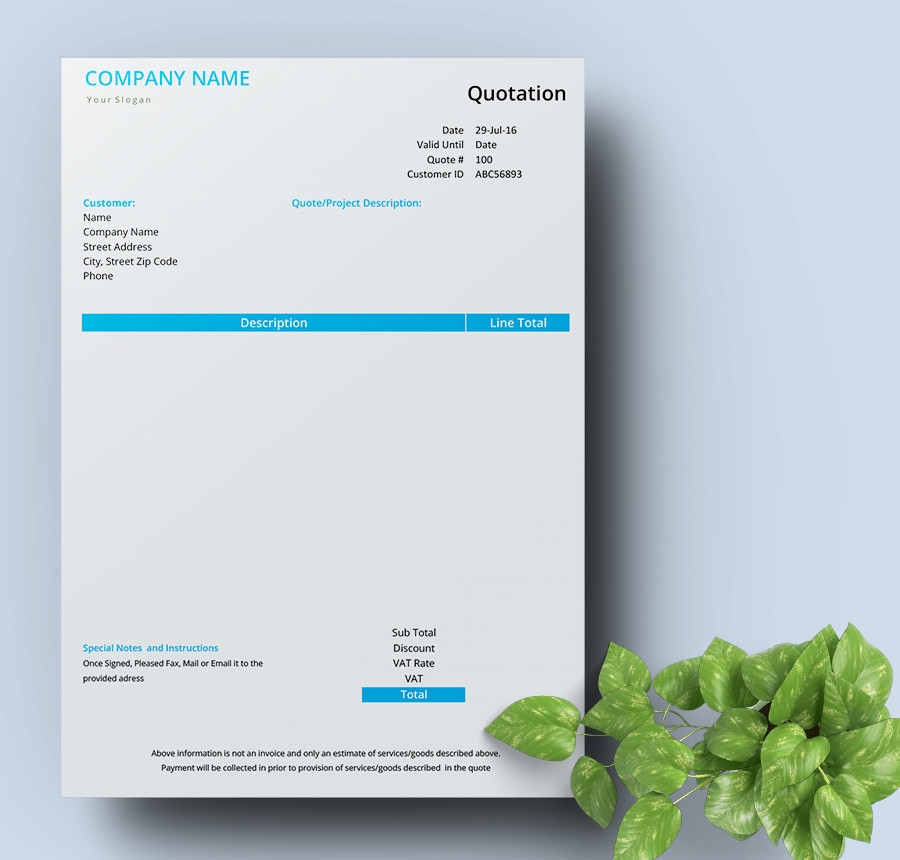 COMPANY NAME
Your Slogan
Quotation
Date 29-Jul-16
Valid Until Date
Quote # 100
Customer ID ABC56893
Customer:
Quote/Project Description:
Name
Company Name
Street Address
City, Street Zip Code
Phone
Description Line Total
Sub Total
Discount
VAT Rate
VAT
Total
Special Notes and Instructions
Once Signed, Pleased Fax, Mail or Email it to the
provided adress
Above information is not an invoice and only an estimate of services/goods described above.
Payment will be collected in prior to provision of services/goods described in the quote